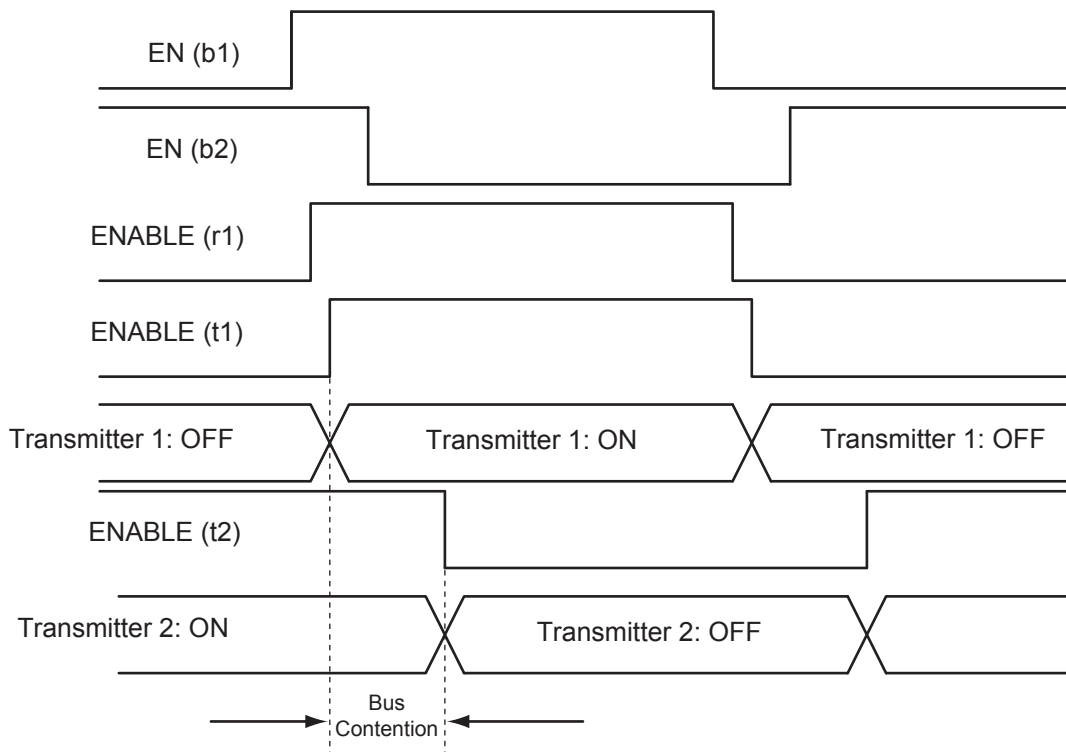 EN (b1)
EN (b2)
ENABLE (r1)
ENABLE (t1)
Transmitter 1: OFF
Transmitter 1: ON
Transmitter 1: OFF
ENABLE (t2)
Transmitter 2: ON
Transmitter 2: OFF
Bus
Contention